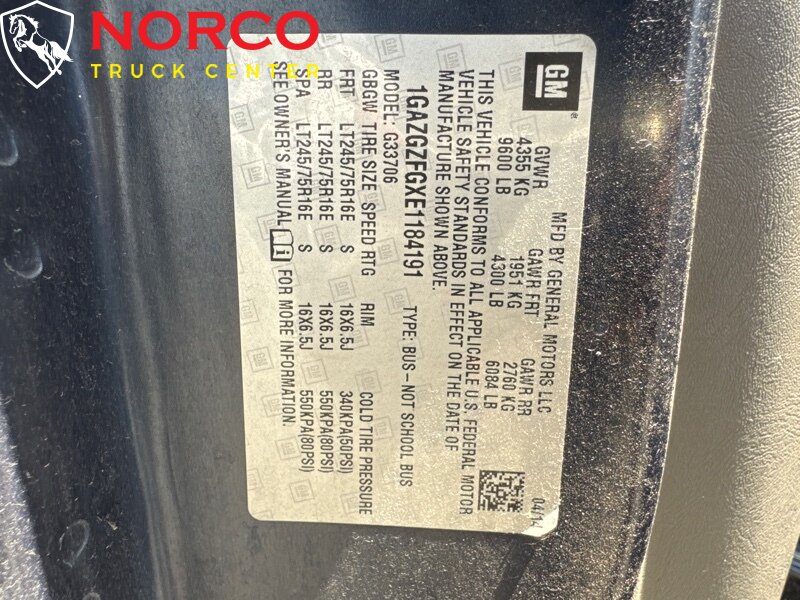 NORCO
TRUCK CENTER
GM
®
MFD BY GENERAL MOTORS LLC 04/14
GVWR GAWR FRT GAWR RR
4355 KG 1951 KG 2760 KG
9600 LB 4300 LB 6084 LB
THIS VEHICLE CONFORMS TO ALL APPLICABLE U.S. FEDERAL MOTOR
VEHICLE SAFETY STANDARDS IN EFFECT ON THE DATE OF
MANUFACTURE SHOWN ABOVE.
1GAZGZFGXE1184191 TYPE: BUS-NOT SCHOOL BUS
MODEL: G33706
GBGW TIRE SIZE SPEED RTG RIM COLD TIRE PRESSURE
FRT LT245/75R16E S 16X6.5J 340KPA(50PSI)
RR LT245/75R16E S 16X6.5J 550KPA(80PSI)
SPA LT245/75R16E S 16X6.5J 550KPA(80PSI)
SEE OWNER'S MANUAL FOR MORE INFORMATION.